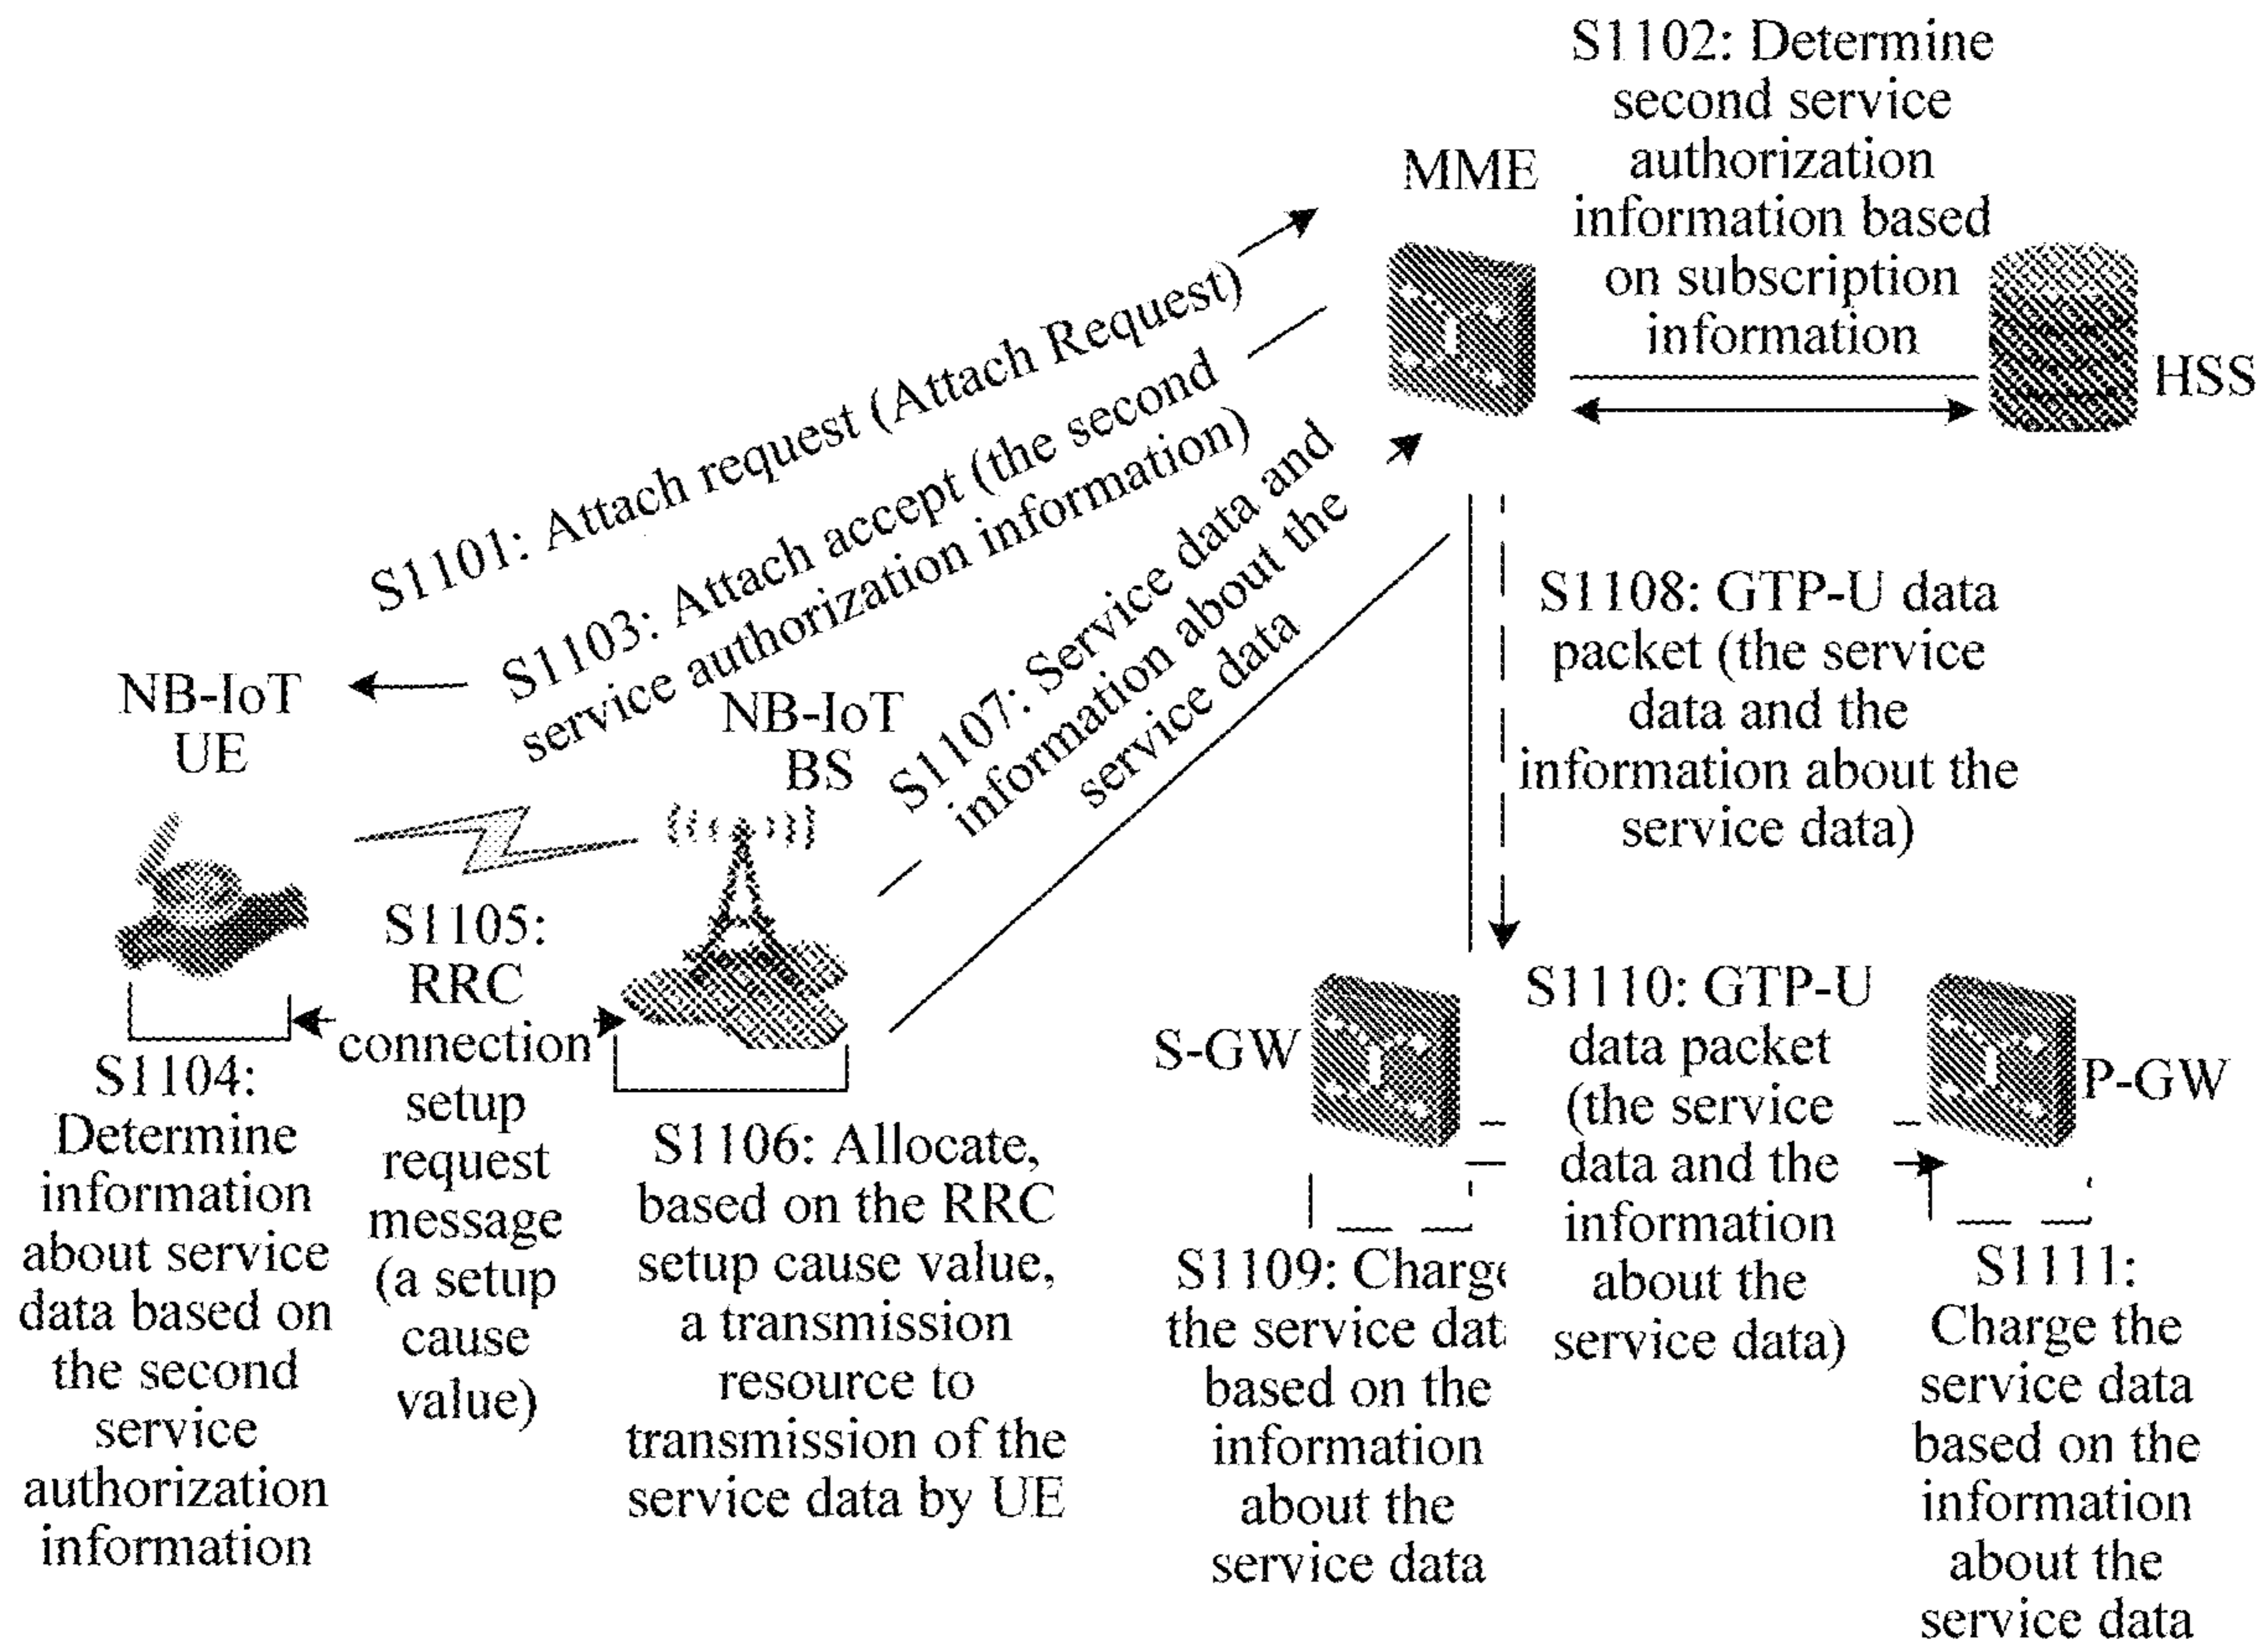 S1102: Determine
second service
authorization
information based
on subscription
information
MME
HSS
S1101: Attach request (Attach Request)
S1103: Attach accept (the second
service authorization information)
S1107: Service data and
information about the
service data
NB-IoT
UE
NB-IoT
BS
S1108: GTP-U data
packet (the service
data and the
information about the
service data)
S1105:
RRC
connection
setup
request
message
(a setup
cause
value)
S1104:
Determine
information
about service
data based on
the second
service
authorization
information
S1106: Allocate,
based on the RRC
setup cause value,
a transmission
resource to
transmission of the
service data by UE
S-GW
S1110: GTP-U
data packet
(the service
data and the
information
about the
service data)
P-GW
S1109: Charg
the service dat
based on the
information
about the
service data
S1111:
Charge the
service data
based on the
information
about the
service data